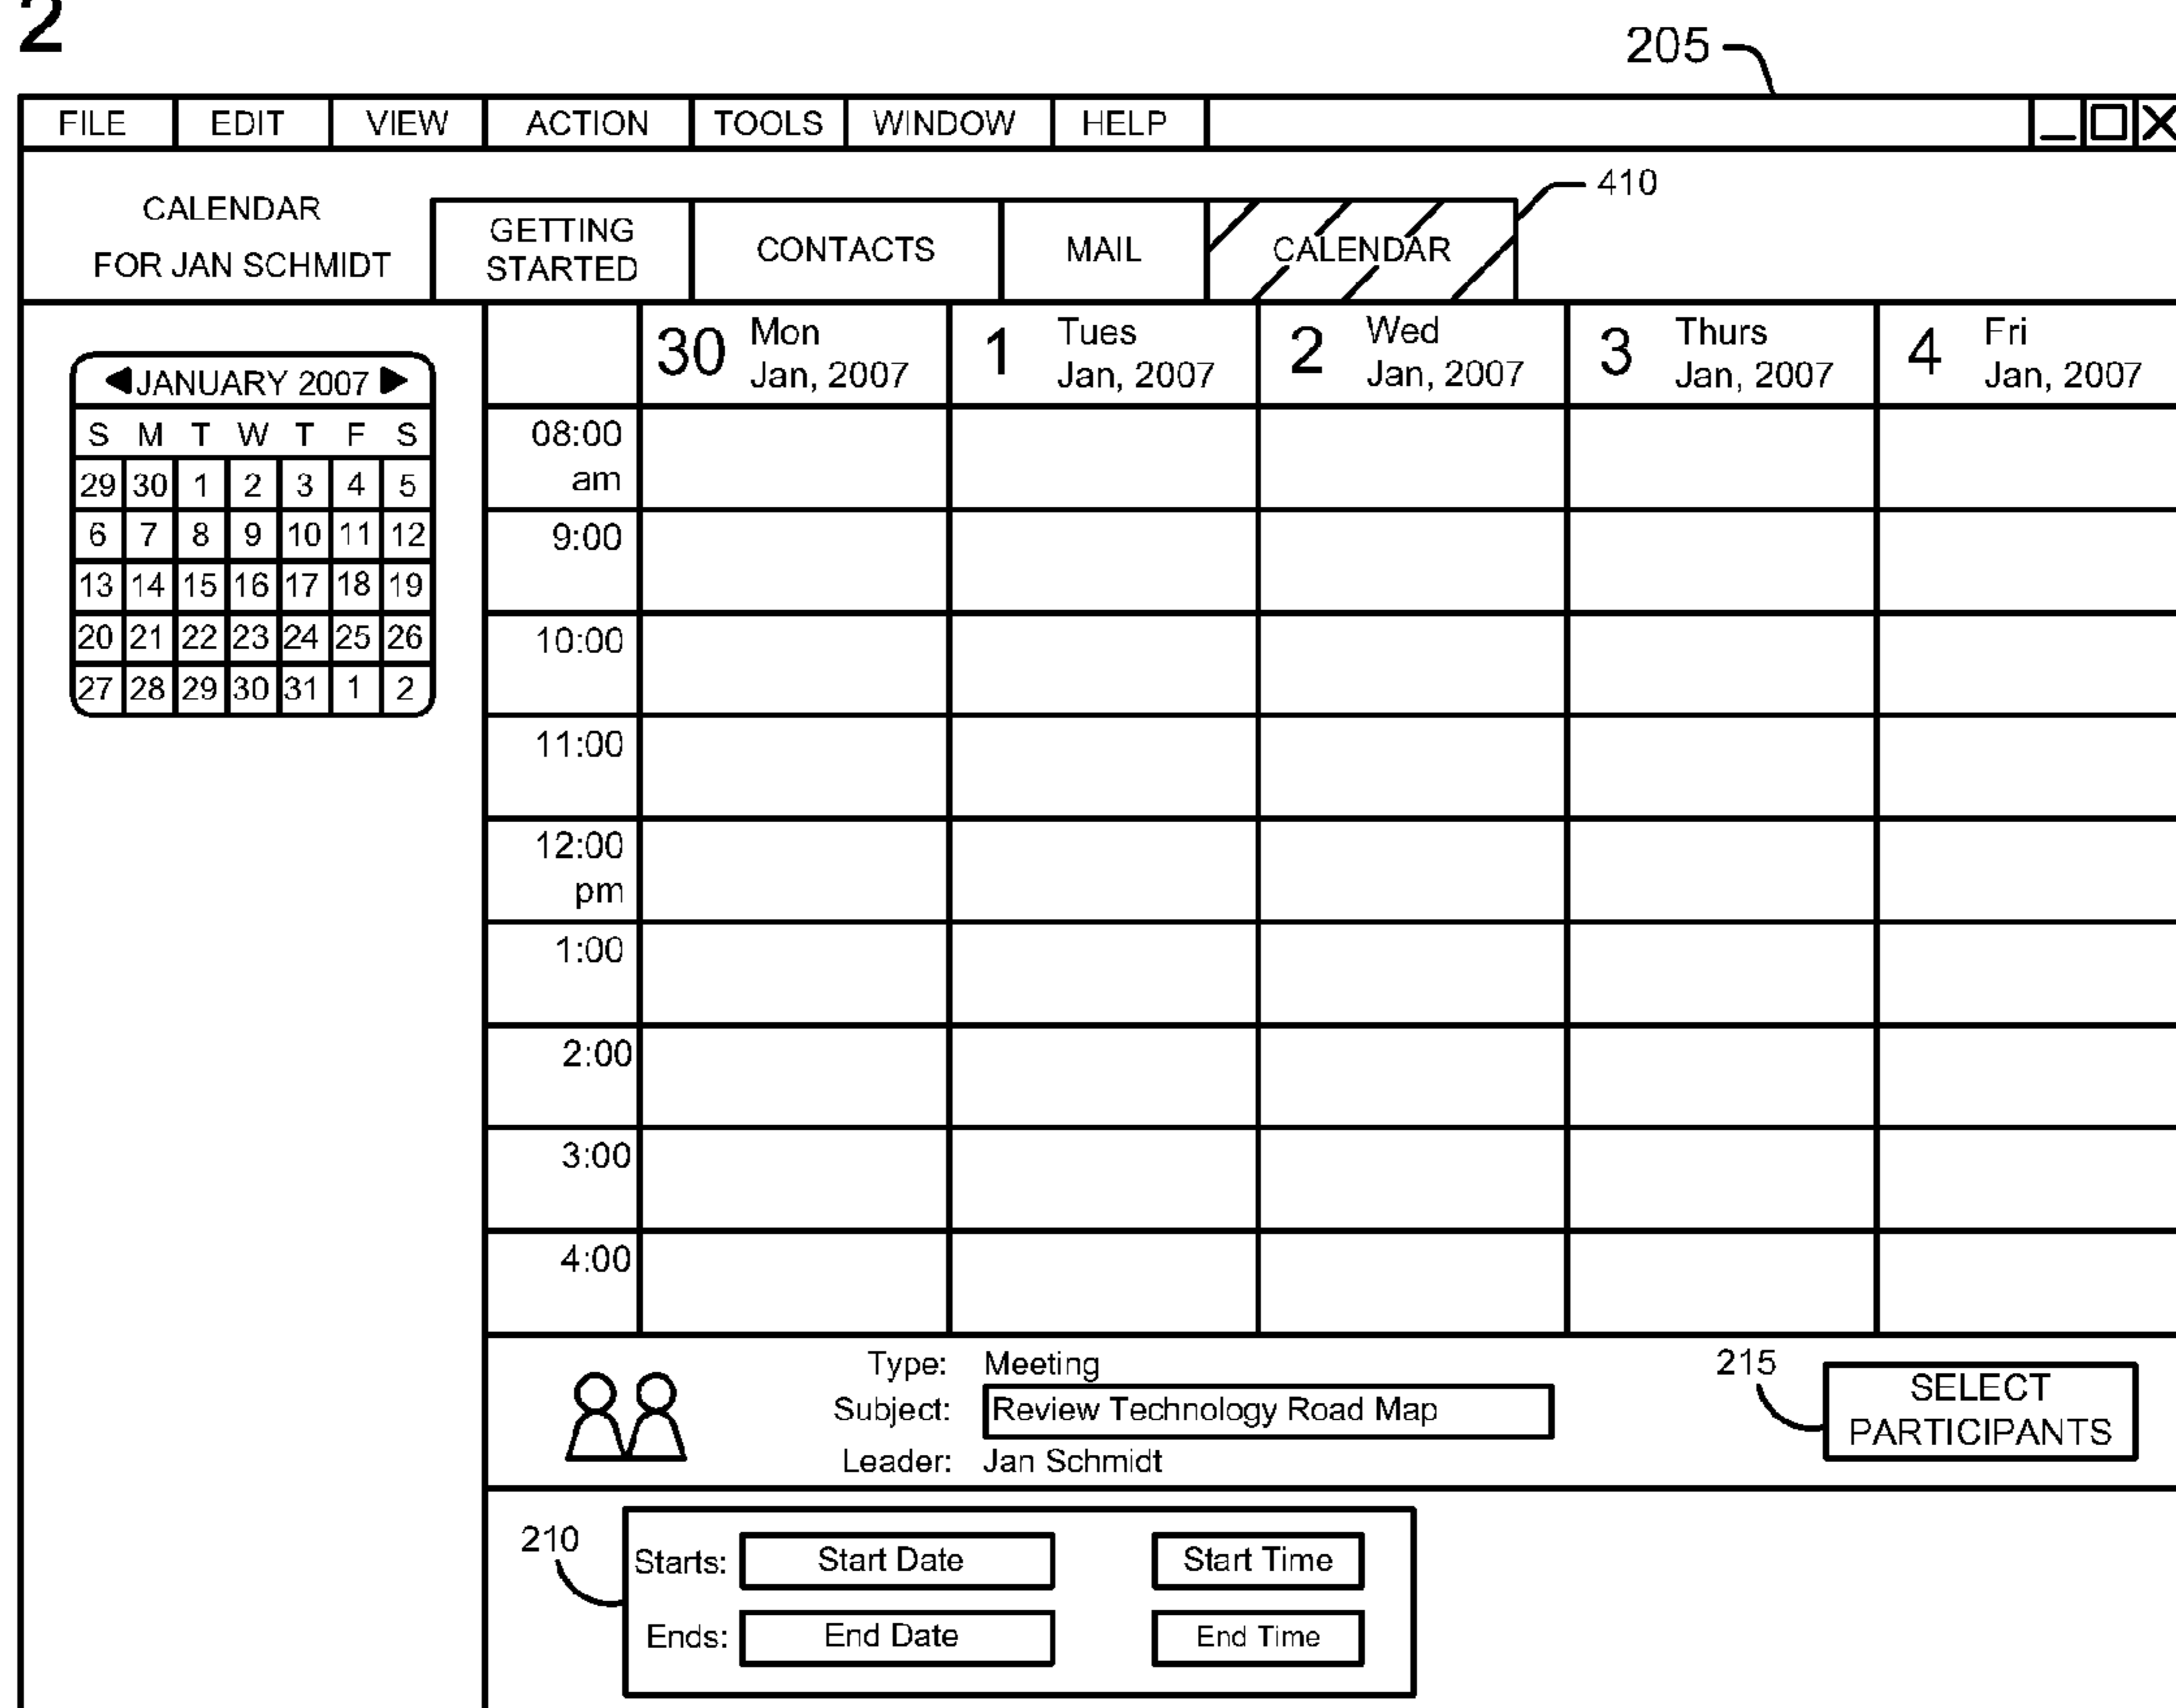 2
205
FILE EDIT VIEW ACTION TOOLS WINDOW HELP
410
CALENDAR
FOR JAN SCHMIDT
GETTING
STARTED
CONTACTS
MAIL
CALENDAR
JANUARY 2007
S M T W T F S
29 30 1 2 3 4 5
6 7 8 9 10 11 12
13 14 15 16 17 18 19
20 21 22 23 24 25 26
27 28 29 30 31 1 2
30 Mon
Jan, 2007
1 Tues
Jan, 2007
2 Wed
Jan, 2007
3 Thurs
Jan, 2007
4 Fri
Jan, 2007
08:00
am
9:00
10:00
11:00
12:00
pm
1:00
2:00
3:00
4:00
Type: Meeting
Subject: Review Technology Road Map
Leader: Jan Schmidt
215
SELECT
PARTICIPANTS
210
Starts: Start Date Start Time
Ends: End Date End Time